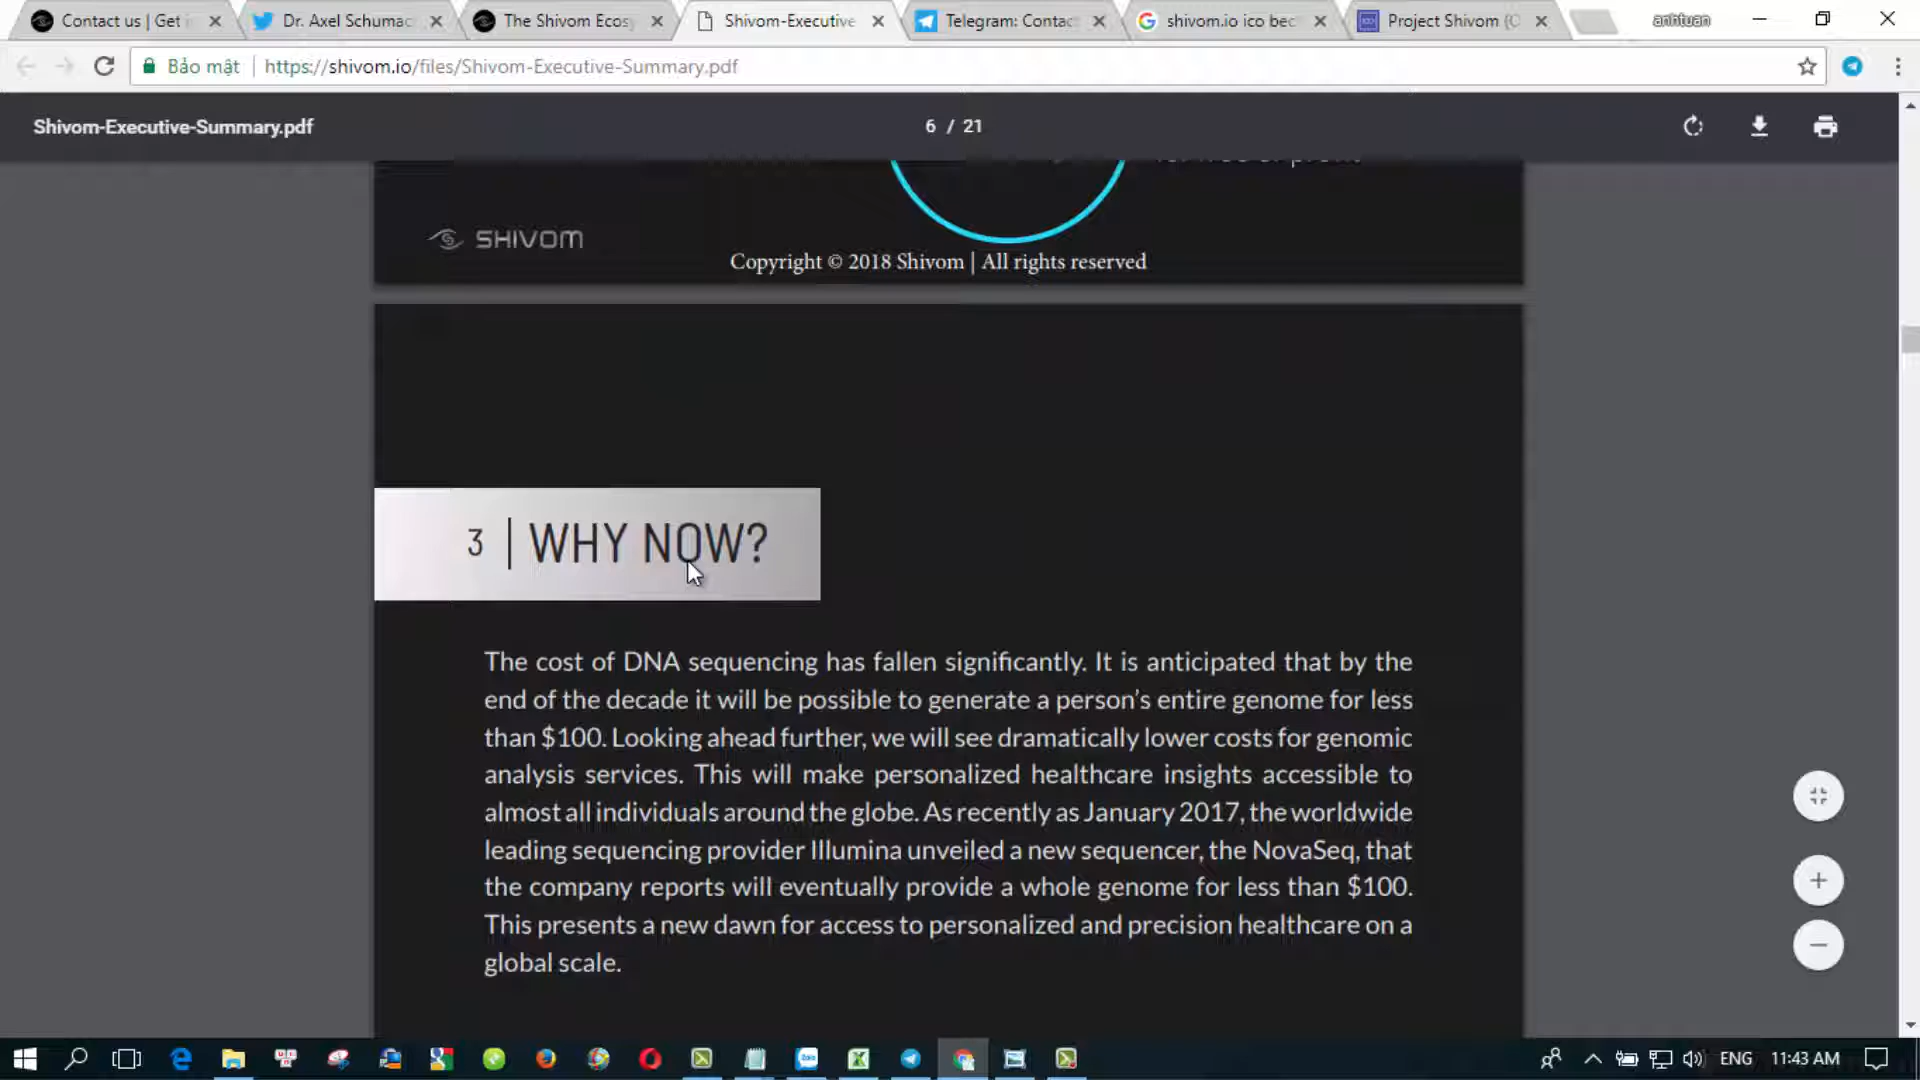 Contact us | Get i
Dr. Axel Schumac
The Shivom Ecos
Shivom-Executive
Telegram: Contac
shivom.io ico bec
Project Shivom (O
anhtuan
Bảo mật
https://shivom.io/files/Shivom-Executive-Summary.pdf
Shivom-Executive-Summary.pdf
6 / 21
SHIVOM
Copyright © 2018 Shivom | All rights reserved
3 | WHY NOW?
The cost of DNA sequencing has fallen significantly. It is anticipated that by the
end of the decade it will be possible to generate a person's entire genome for less
than $100. Looking ahead further, we will see dramatically lower costs for genomic
analysis services. This will make personalized healthcare insights accessible to
almost all individuals around the globe. As recently as January 2017, the worldwide
leading sequencing provider Illumina unveiled a new sequencer, the NovaSeq, that
the company reports will eventually provide a whole genome for less than $100.
This presents a new dawn for access to personalized and precision healthcare on a
global scale.
Zalo
ENG
11:43 AM